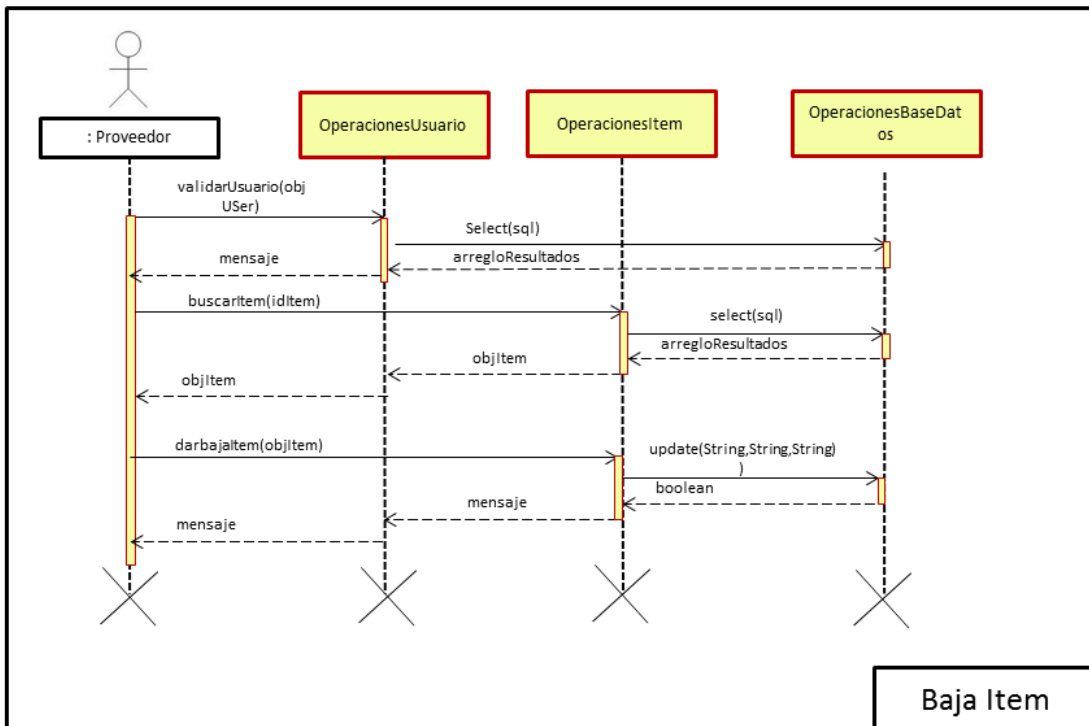 : Proveedor
OperacionesUsuario
OperacionesItem
OperacionesBaseDat
os
validarUsuario(obj
USer)
Select(sql)
arregloResultados
mensaje
buscarItem(idItem)
select(sql)
arregloResultados
objItem
objItem
darbajaItem(objItem)
update(String,String,String)
)
boolean
mensaje
mensaje
Baja Item